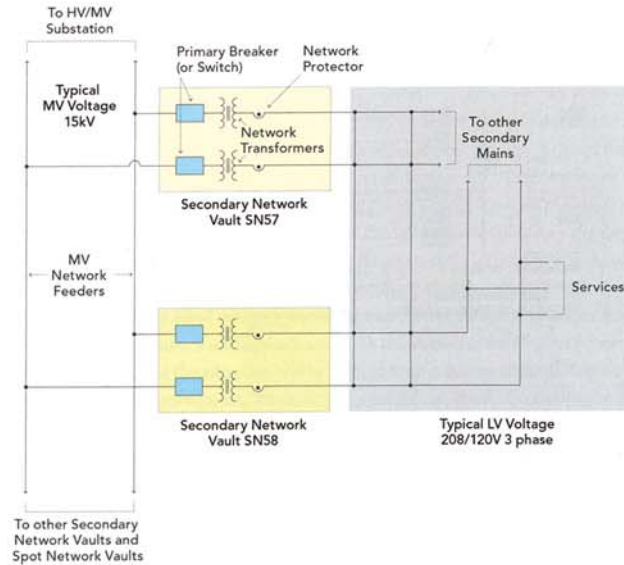 To HV/MV
Substation
Typical
MV Voltage
15kV
Primary Breaker
(or Switch)
Network
Protector
Network
Transformers
To other
Secondary
Mains
Secondary Network
Vault SN57
MV
Network
Feeders
Services
Secondary Network
Vault SN58
Typical LV Voltage
208/120V 3 phase
To other Secondary
Network Vaults and
Spot Network Vaults